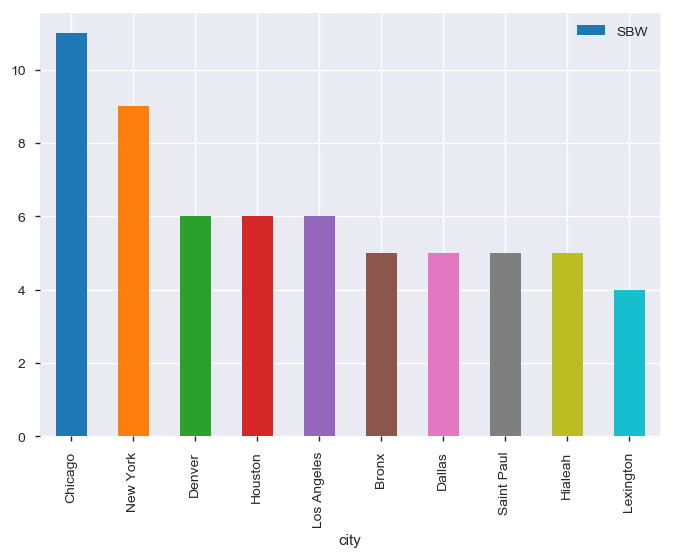 SBW
10
8
6
4
2
0
Chicago
New York
Denver
Houston
Los Angeles
Bronx
Dallas
Saint Paul
Hialeah
Lexington
city